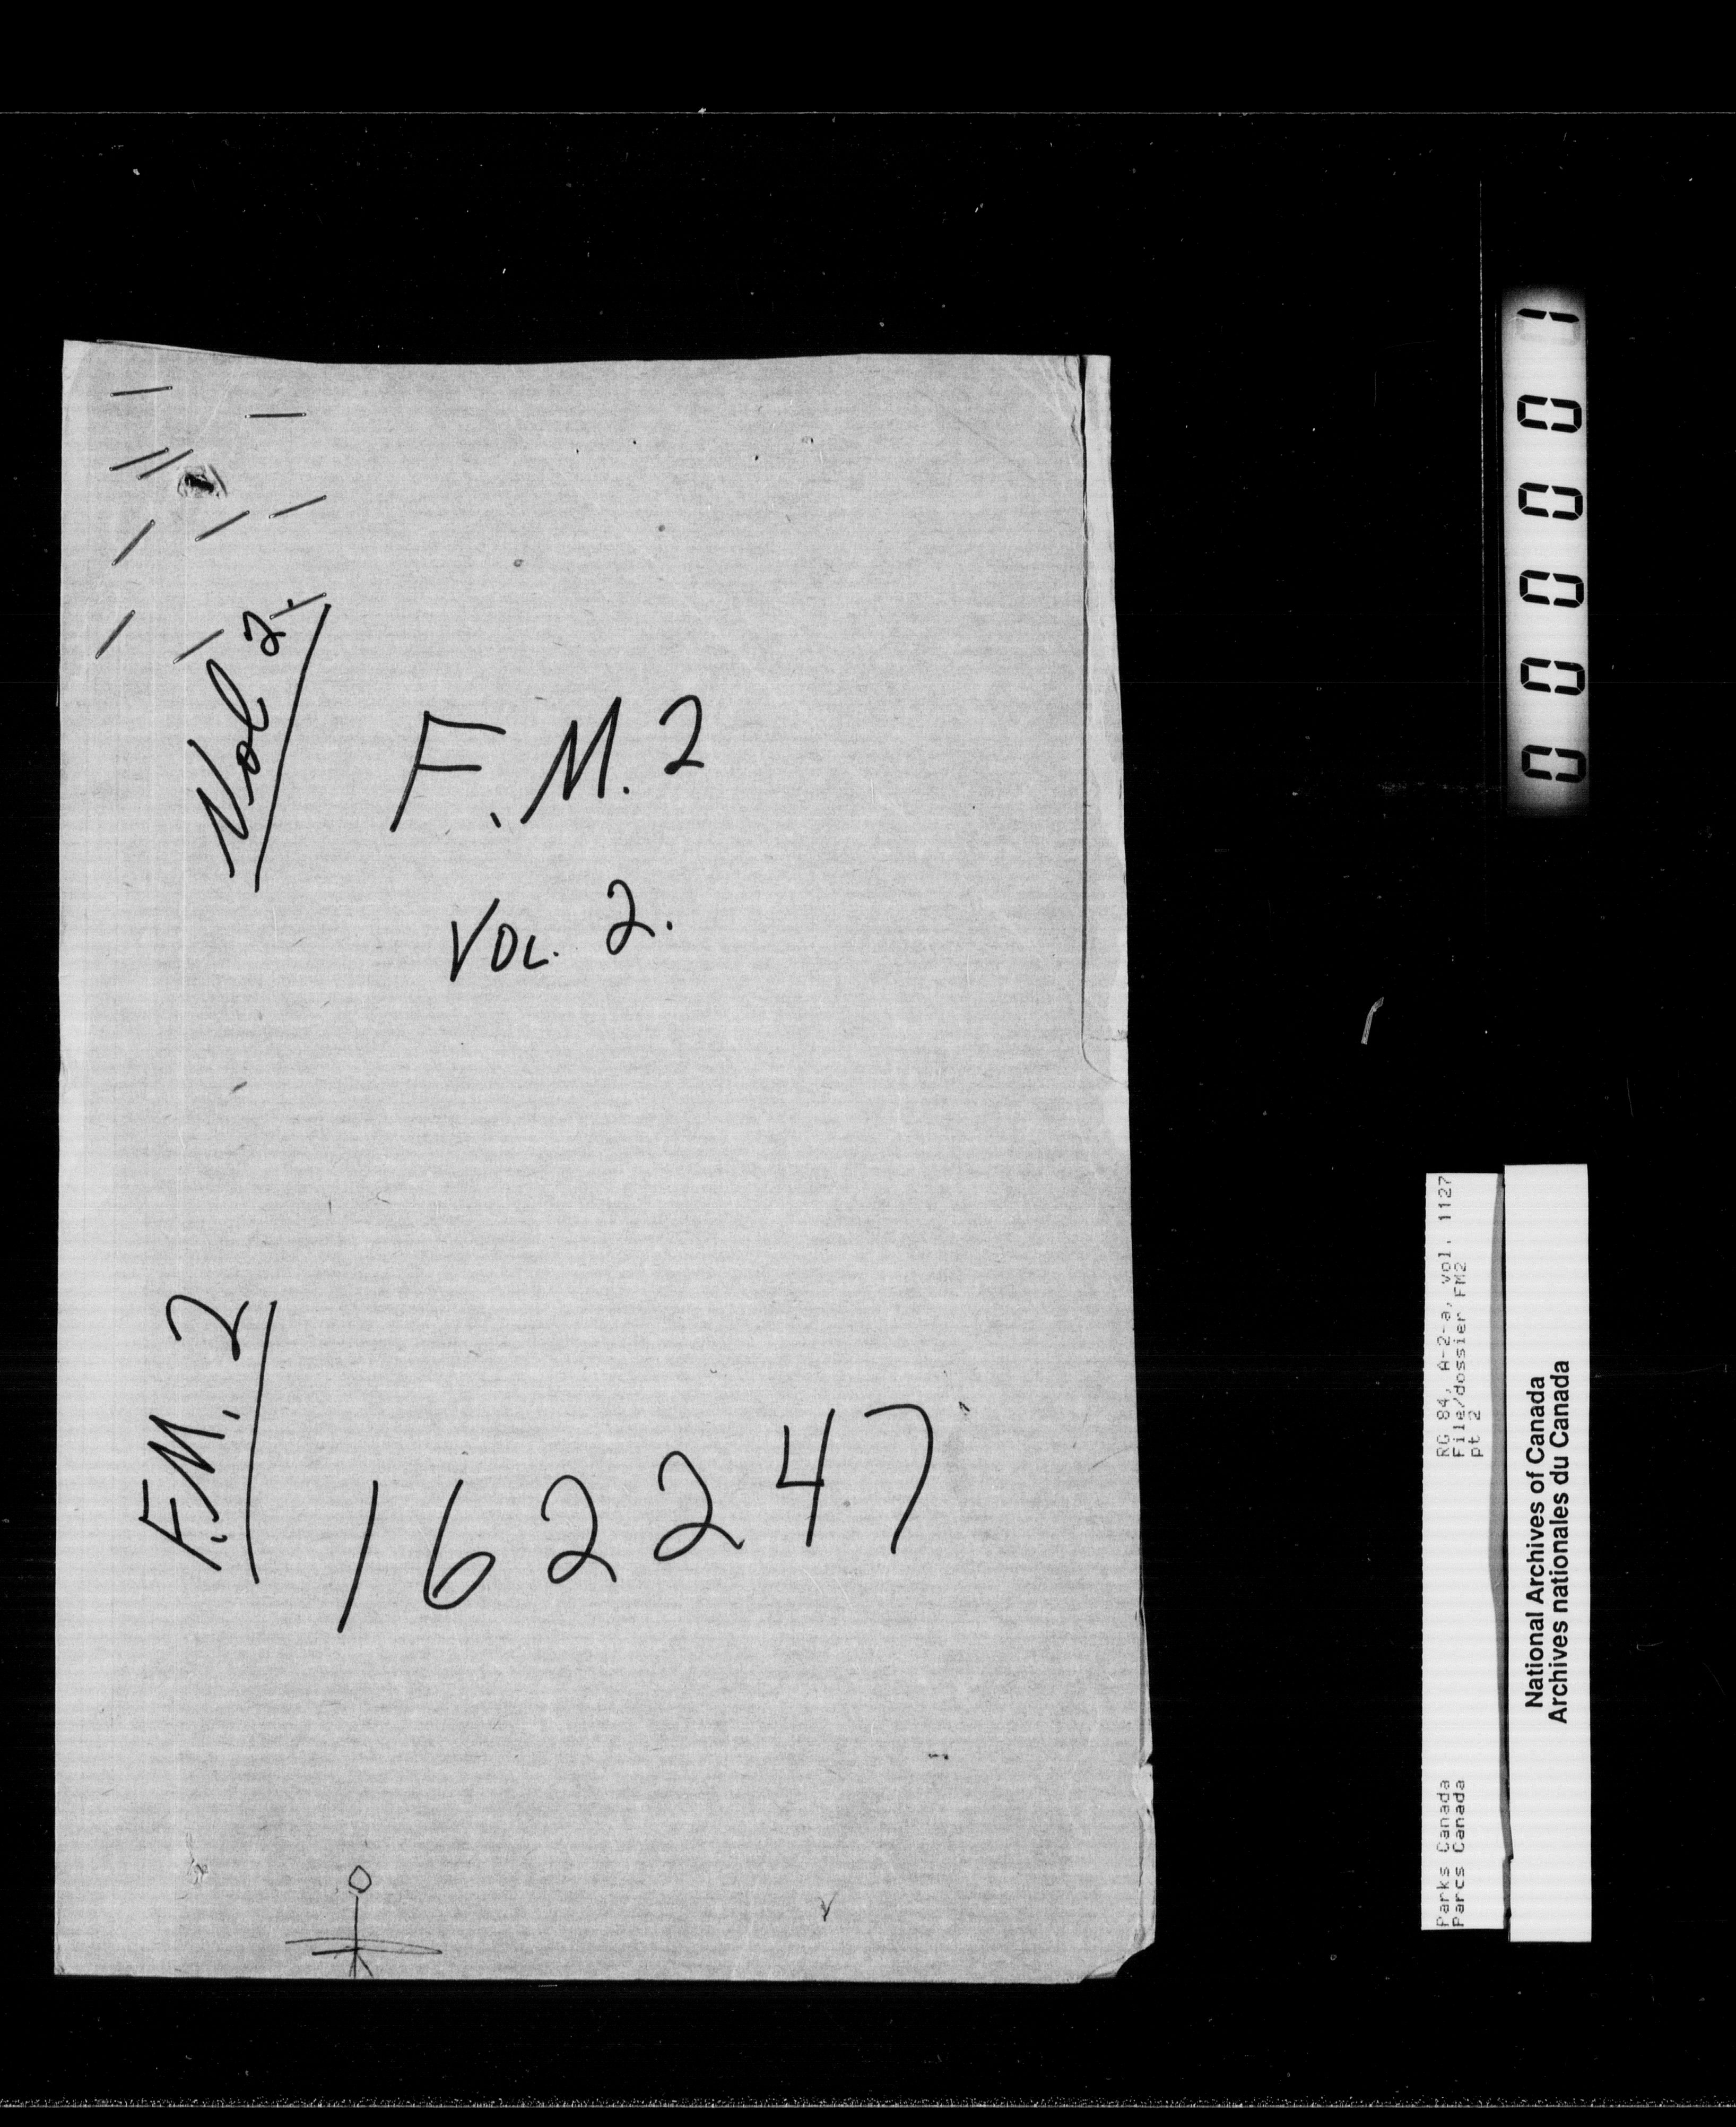 Vol 2.
F.M. 2
VOL. 2.
F.M. 2
162247
000001
Parks Canada
Parcs Canada
RG 84, A-2-a, vol. 1127
File/dossier FM2
pt 2
National Archives of Canada
Archives nationales du Canada